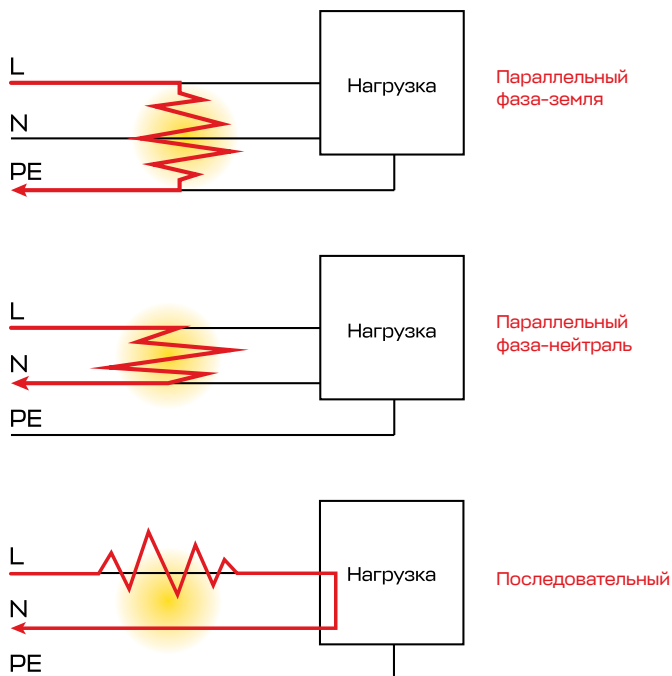 L
N
PE
Нагрузка
Параллельный
фаза-земля
L
N
PE
Нагрузка
Параллельный
фаза-нейтраль
L
N
PE
Нагрузка
Последовательный